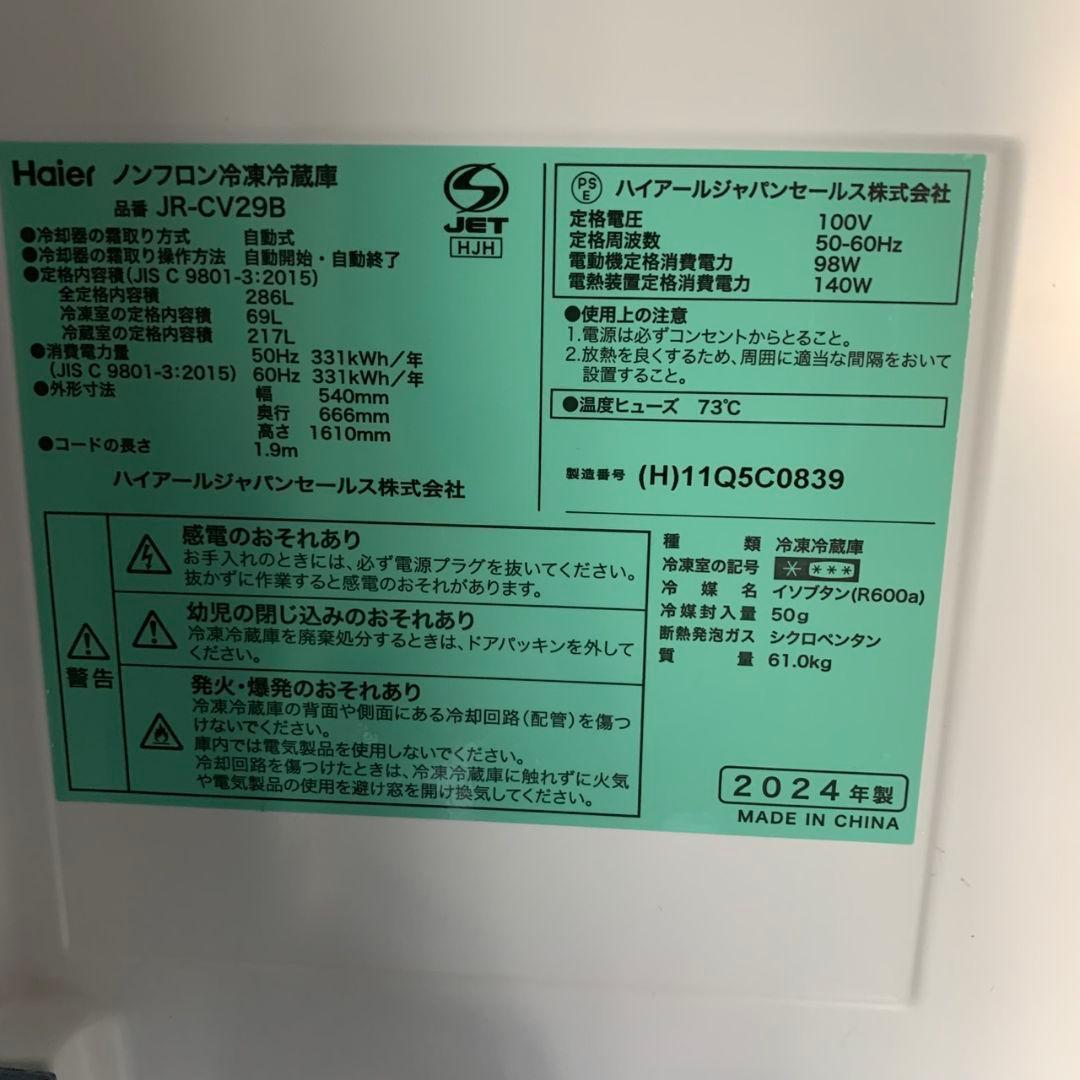 Haier ノンフロン冷凍冷蔵庫
品番 JR-CV29B
●冷却器の霜取り方式 自動式
●冷却器の霜取り操作方法 自動開始・自動終了
●定格内容積(JIS C 9801-3:2015)
全定格内容積 286L
冷凍室の定格内容積 69L
冷蔵室の定格内容積 217L
●消費電力量 50Hz 331kWh/年
(JIS C 9801-3:2015) 60Hz 331kWh/年
●外形寸法 幅 540mm
奥行 666mm
高さ 1610mm
●コードの長さ 1.9m
ハイアールジャパンセールス株式会社
JET
HJH
PS
E
ハイアールジャパンセールス株式会社
定格電圧 100V
定格周波数 50-60Hz
電動機定格消費電力 98W
電熱装置定格消費電力 140W
●使用上の注意
1.電源は必ずコンセントからとること。
2.放熱を良くするため、周囲に適当な間隔をおいて
設置すること。
●温度ヒューズ 73℃
製造番号 (H)11Q5C0839
警告
感電のおそれあり
お手入れのときには、必ず電源プラグを抜いてください。
抜かずに作業すると感電のおそれがあります。
幼児の閉じ込みのおそれあり
冷凍冷蔵庫を廃棄処分するときは、ドアパッキンを外して
ください。
発火・爆発のおそれあり
冷凍冷蔵庫の背面や側面にある冷却回路(配管)を傷つ
けないでください。
庫内では電気製品を使用しないでください。
冷却回路を傷つけたときは、冷凍冷蔵庫に触れずに火気
や電気製品の使用を避け窓を開け換気してください。
種類 冷凍冷蔵庫
冷凍室の記号 * ***
冷媒名 イソブタン(R600a)
冷媒封入量 50g
断熱発泡ガス シクロペンタン
質量 61.0kg
2024年製
MADE IN CHINA